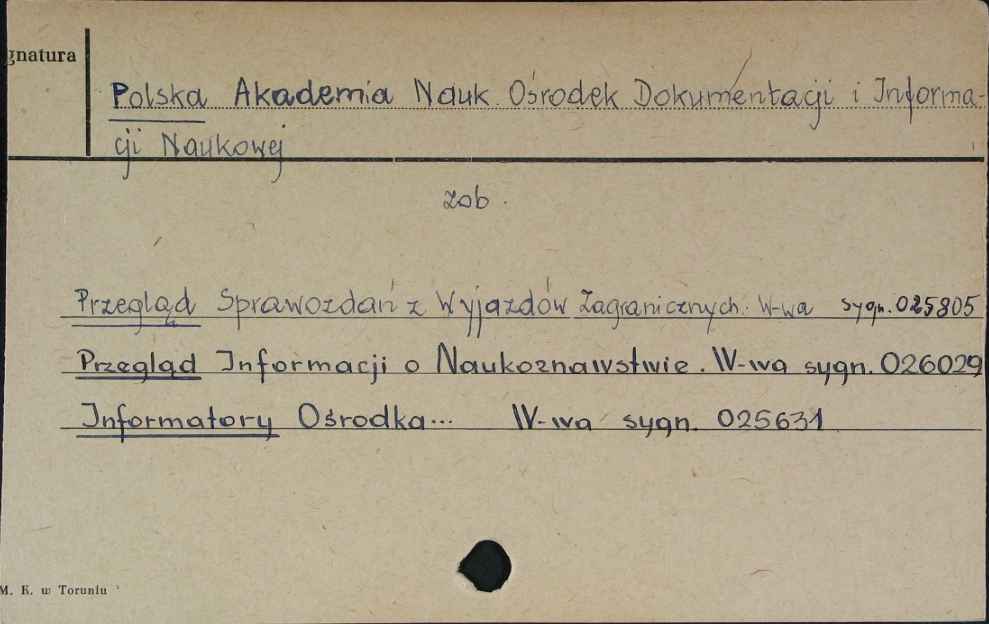 gnatura
Polska Akademia Nauk. Ośrodek Dokumentacji i Informa-
cji Naukowej
zob.
Przegląd Sprawozdań z Wyjazdów Zagranicznych. W-wa sygn. 025805
Przegląd Informacji o Naukoznawstwie. W-wa sygn. 026029
Informatory Ośrodka... W-wa sygn. 025631
M. K. w Toruniu